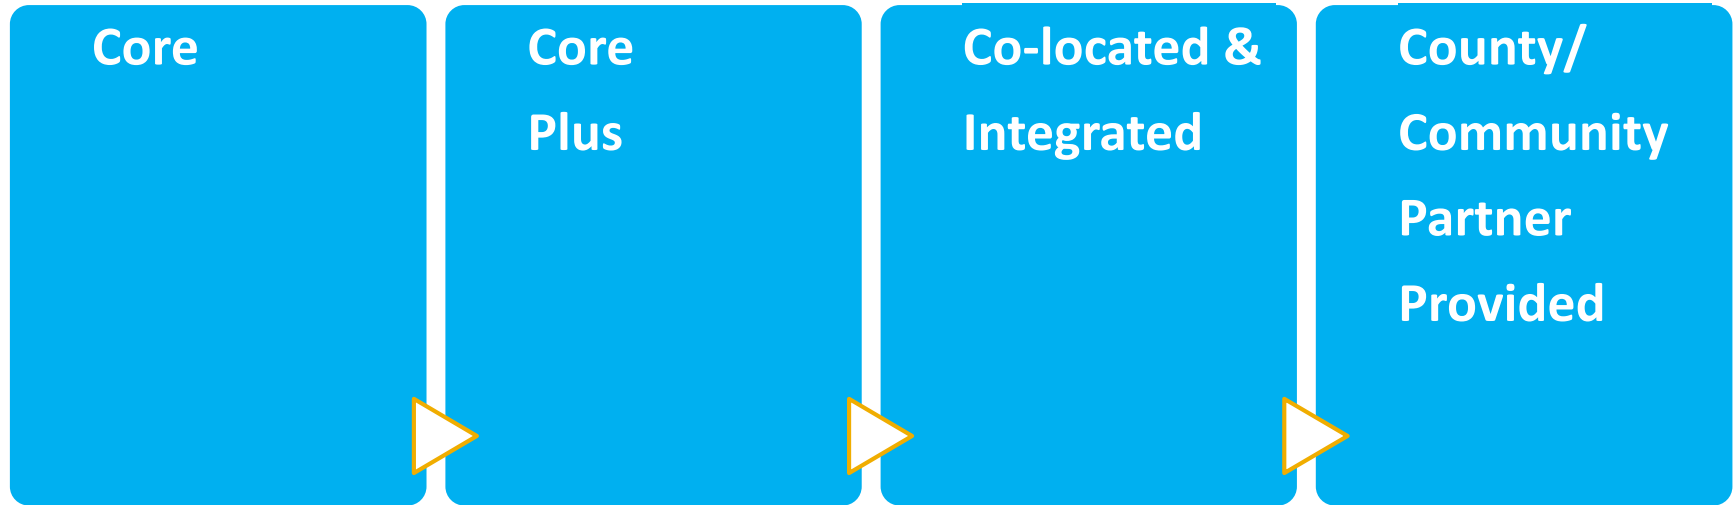 Core
Core
Plus
Co-located &
Integrated
County/
Community
Partner
Provided